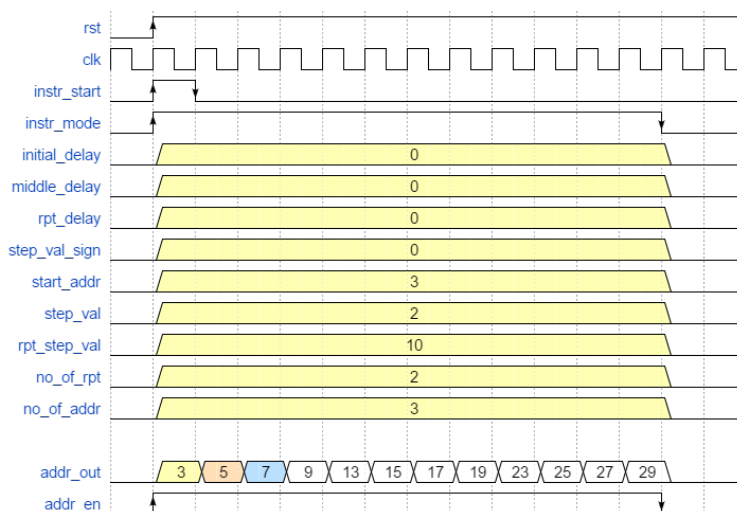 rst
clk
instr_start
instr_mode
initial_delay 0
middle_delay 0
rpt_delay 0
step_val_sign 0
start_addr 3
step_val 2
rpt_step_val 10
no_of_rpt 2
no_of_addr 3
addr_out 3 5 7 9 13 15 17 19 23 25 27 29
addr_en